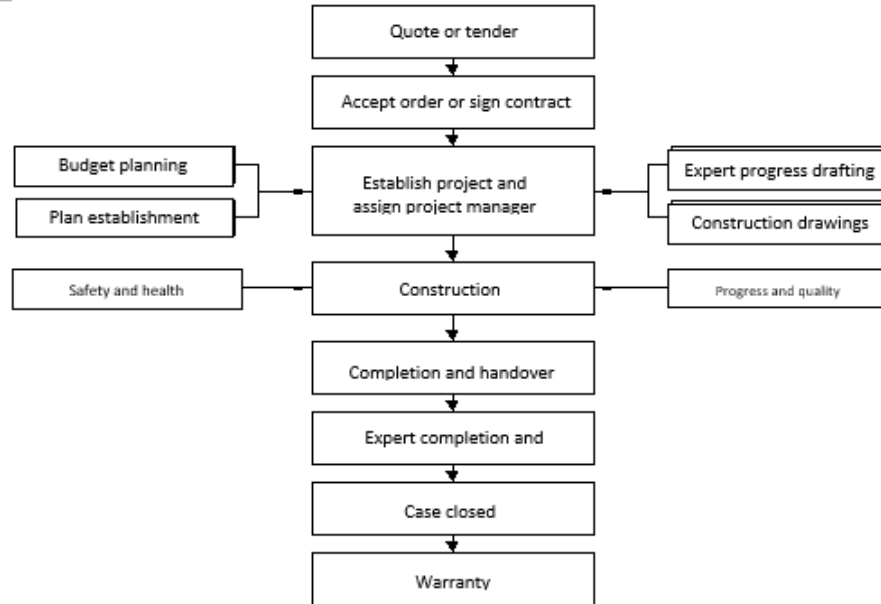 Quote or tender
Accept order or sign contract
Budget planning
Plan establishment
Establish project and
assign project manager
Expert progress drafting
Construction drawings
Safety and health
Construction
Progress and quality
Completion and handover
Expert completion and
Case closed
Warranty